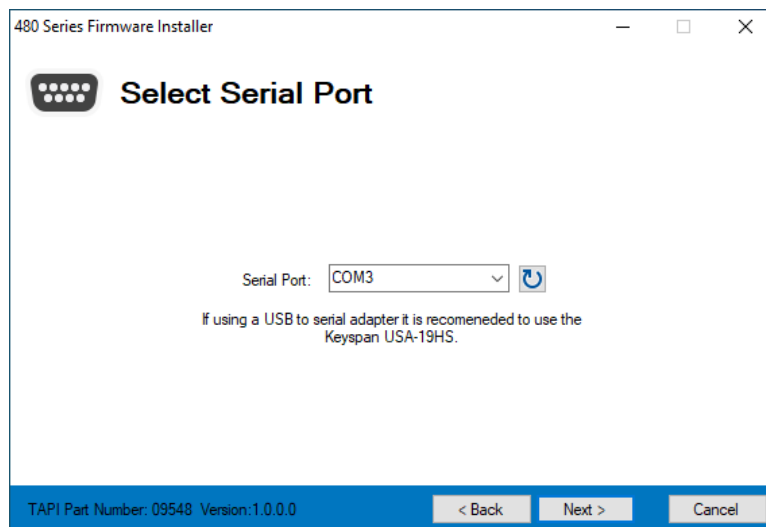 480 Series Firmware Installer
Select Serial Port
Serial Port: COM3
If using a USB to serial adapter it is recomeneded to use the
Keyspan USA-19HS.
TAPI Part Number: 09548 Version:1.0.0.0 < Back Next > Cancel